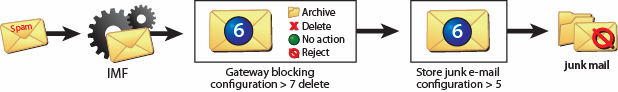 Spam
IMF
6
Archive
Delete
No action
Reject
Gateway blocking
configuration > 7 delete
6
Store junk e-mail
configuration > 5
junk mail